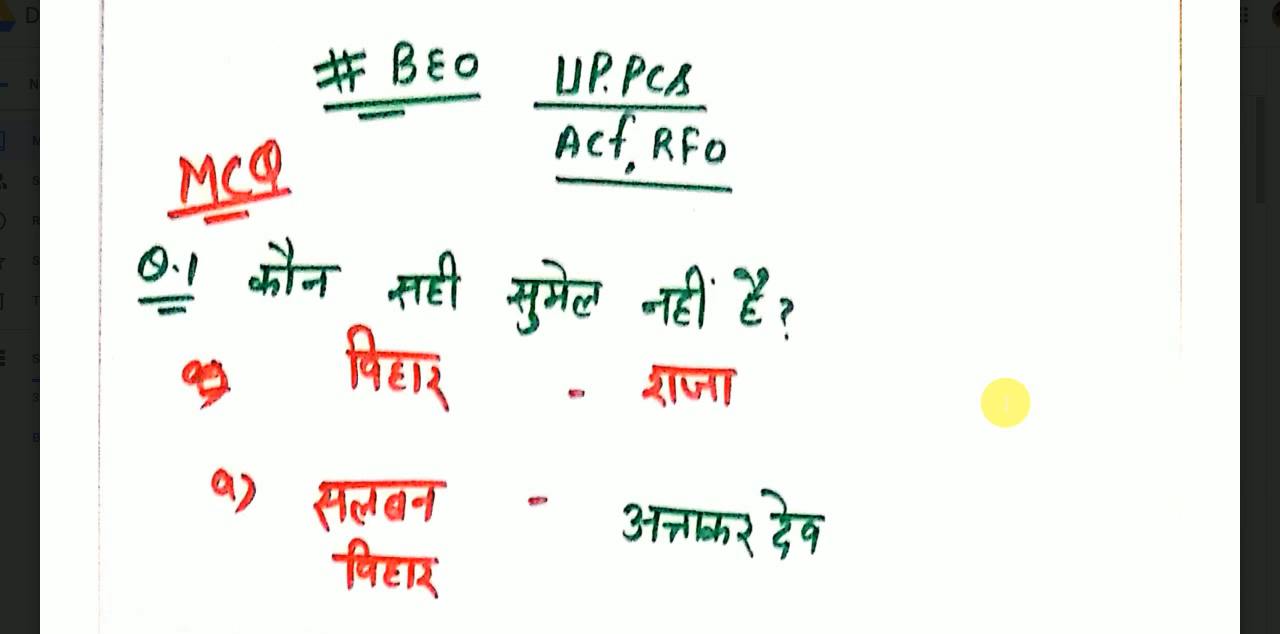 # BEO UP.PCS
ACf, RFO
MCQ
Q.1 कौन सही सुमेल नहीं है?
विहार - राजा
a) सलबन - अन्नाकर देव
विहार